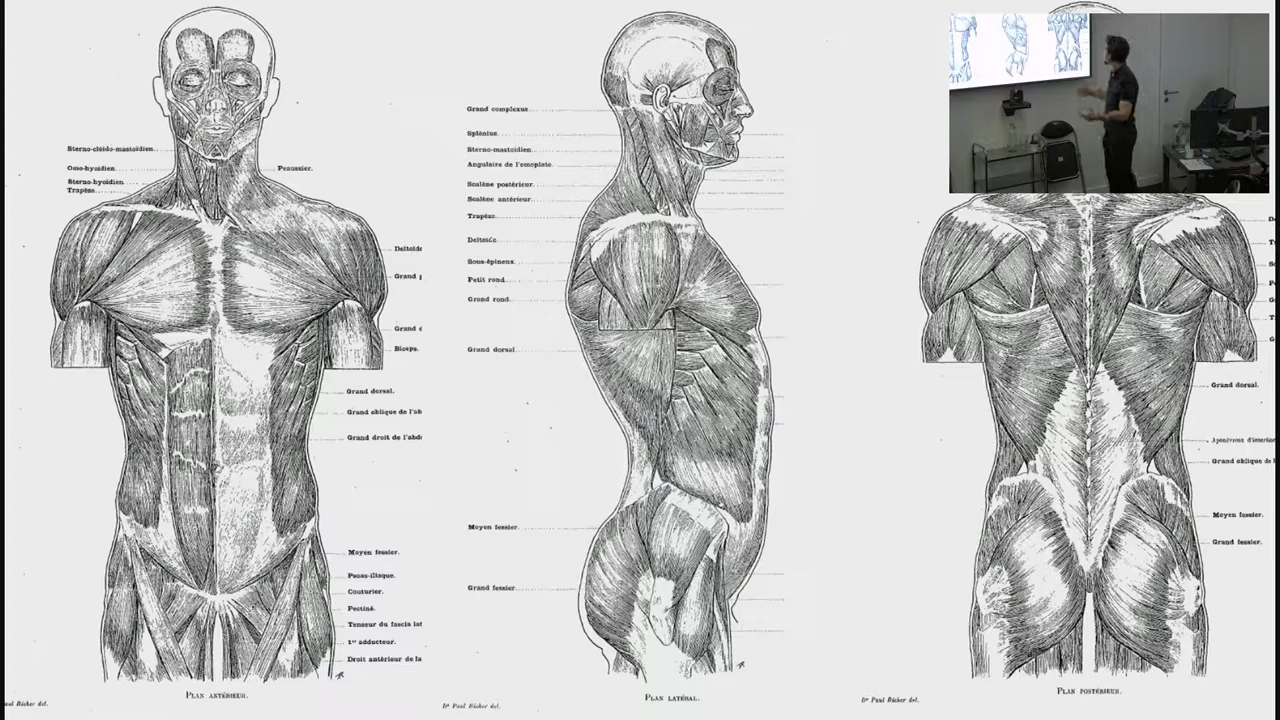 Sterno-cléido-mastoïdien.
Omo-hyoïdien.
Sterno-hyoïdien.
Trapèze.
Peaussier.
Deltoïde
Grand
Grand
Biceps.
Grand dorsal.
Grand oblique de l'ab
Grand droit de l'abd
Moyen fessier.
Psoas-iliaque.
Couturier.
Pectiné.
Tenseur du fascia lat
1er adducteur.
Droit antérieur de la
Plan antérieur.
Paul Richer del.
Grand complexus
Splénius.
Sterno-mastoïdien.
Angulaire de l'omoplate.
Scalène postérieur.
Scalène antérieur.
Trapèze
Deltoïde
Sous-épineux.
Petit rond.
Grand rond.
Grand dorsal
Moyen fessier
Grand fessier
Plan latéral.
Dr Paul Richer del.
Grand dorsal.
Aponévrose d'insertion
Grand oblique de l
Moyen fessier.
Grand fessier.
Plan postérieur.
Dr Paul Richer del.